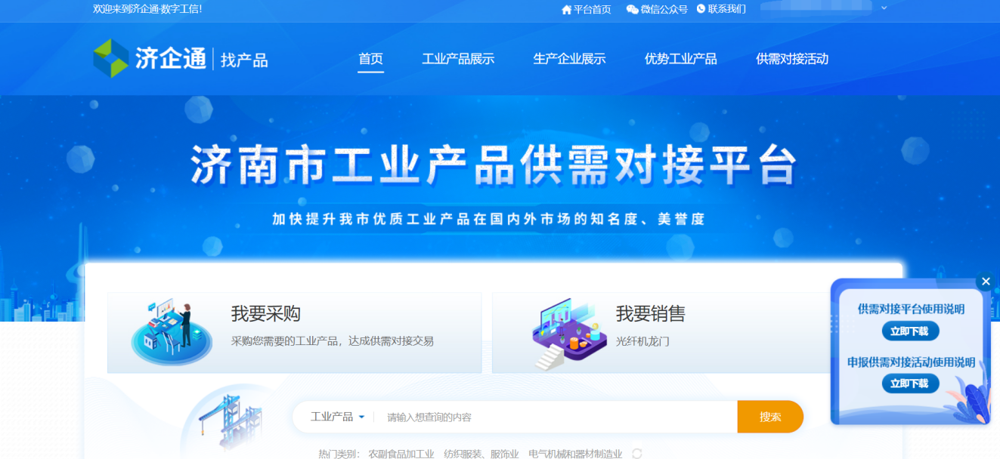 欢迎来到济企通·数字工信！
平台首页 微信公众号 联系我们
济企通 找产品 首页 工业产品展示 生产企业展示 优势工业产品 供需对接活动
济南市工业产品供需对接平台
加快提升我市优质工业产品在国内外市场的知名度、美誉度
我要采购
采购您需要的工业产品，达成供需对接交易
我要销售
光纤机龙门
供需对接平台使用说明
立即下载
申报供需对接活动使用说明
立即下载
工业产品 请输入想查询的内容 搜索
热门类别： 农副食品加工业 纺织服装、服饰业 电气机械和器材制造业